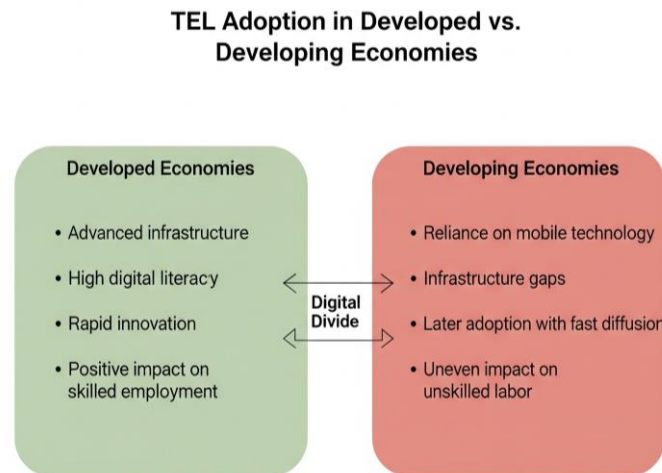 TEL Adoption in Developed vs.
Developing Economies
Developed Economies
• Advanced infrastructure
• High digital literacy
• Rapid innovation
• Positive impact on
skilled employment
Digital
Divide
Developing Economies
• Reliance on mobile technology
• Infrastructure gaps
• Later adoption with fast diffusion
• Uneven impact on
unskilled labor